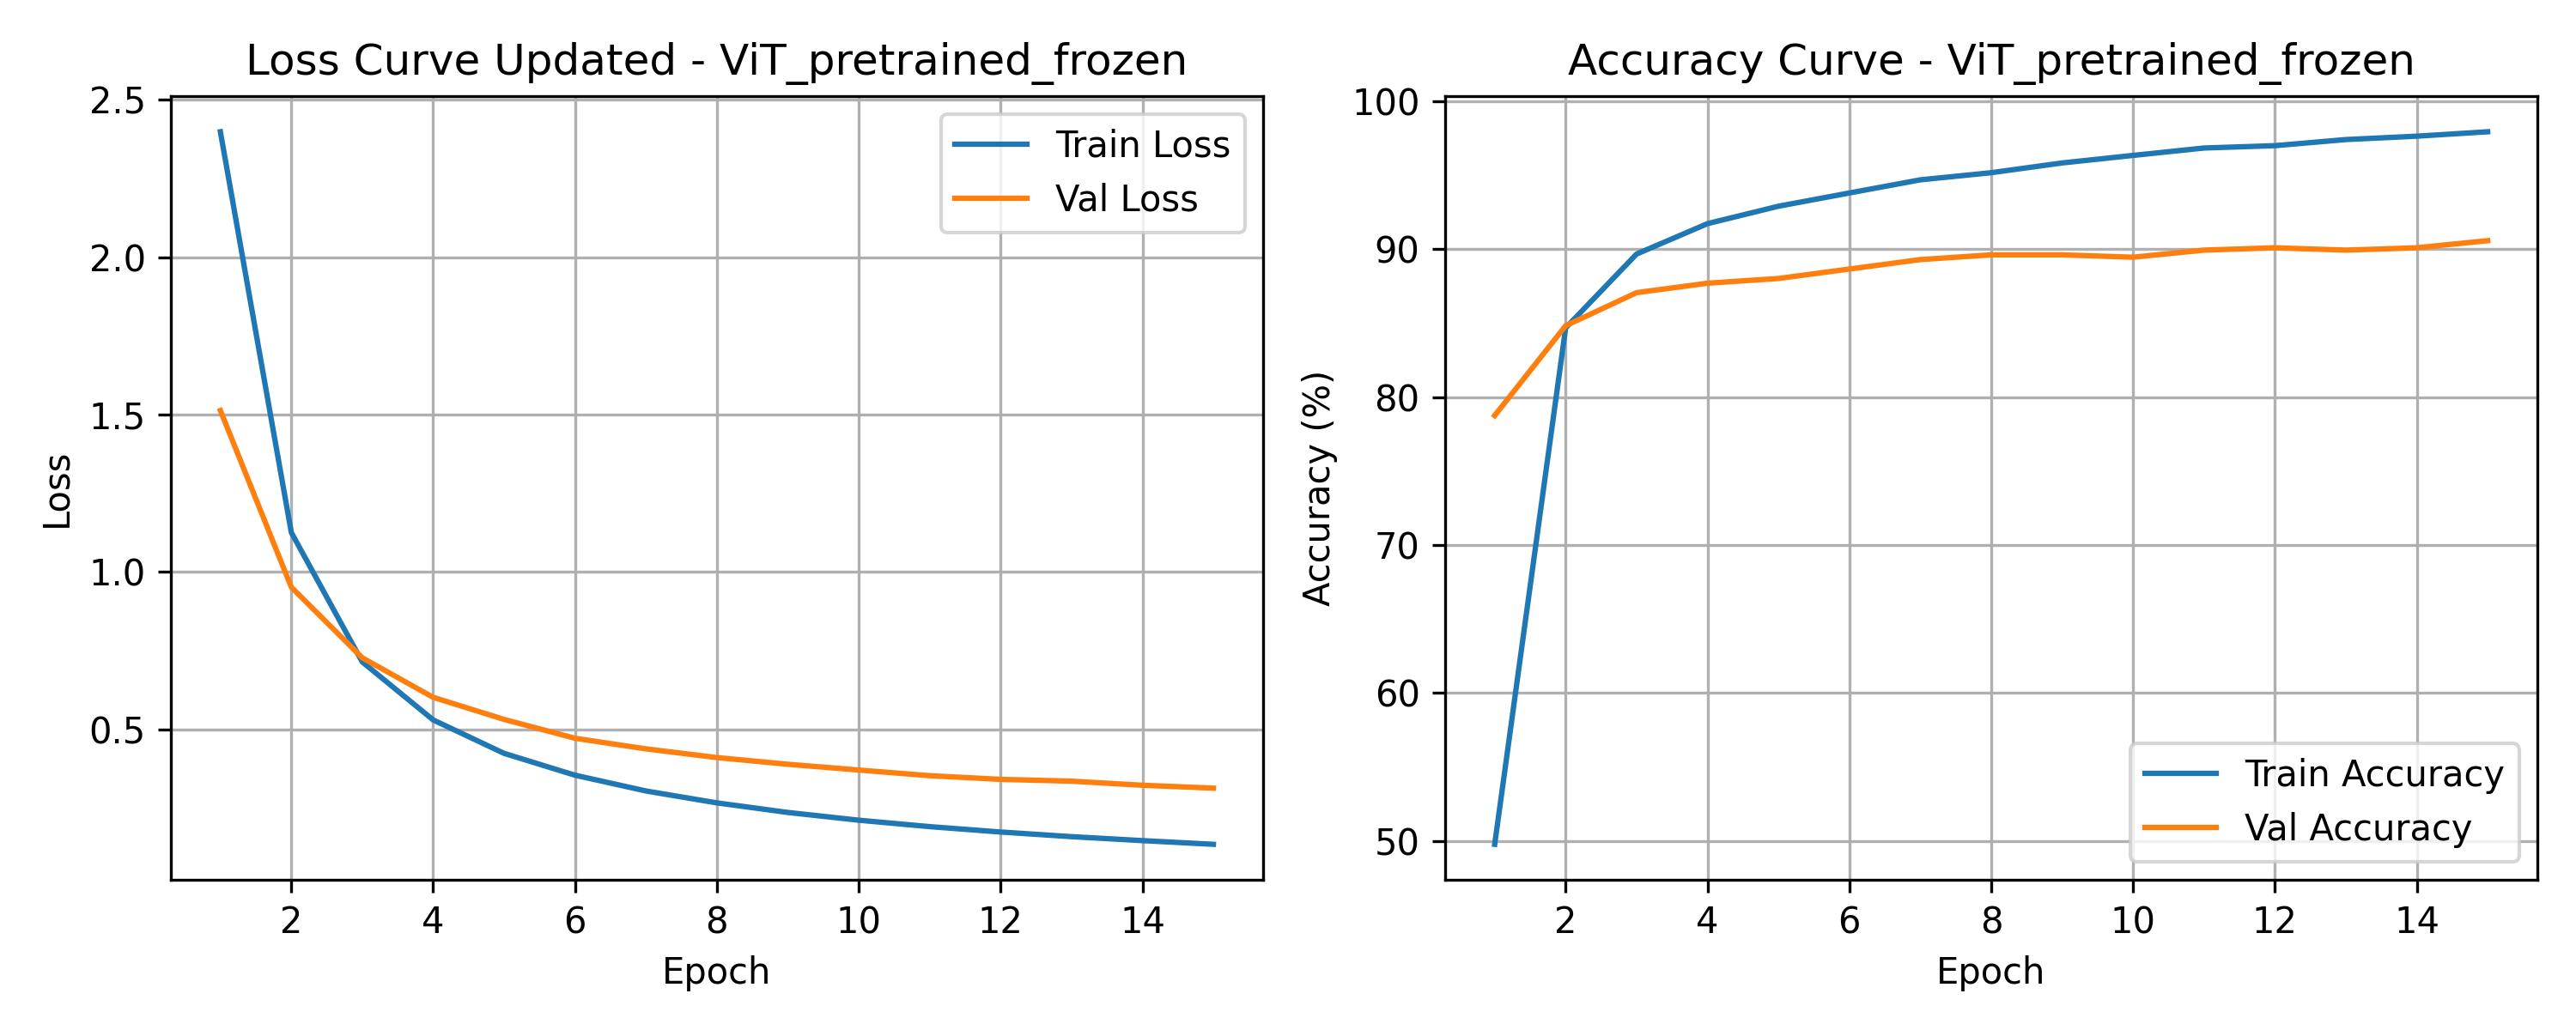 Loss Curve Updated - ViT_pretrained_frozen
2.5
2.0
1.5
1.0
0.5
Loss
Train Loss
Val Loss
2 4 6 8 10 12 14
Epoch
Accuracy Curve - ViT_pretrained_frozen
100
90
80
70
60
50
Accuracy (%)
Train Accuracy
Val Accuracy
2 4 6 8 10 12 14
Epoch